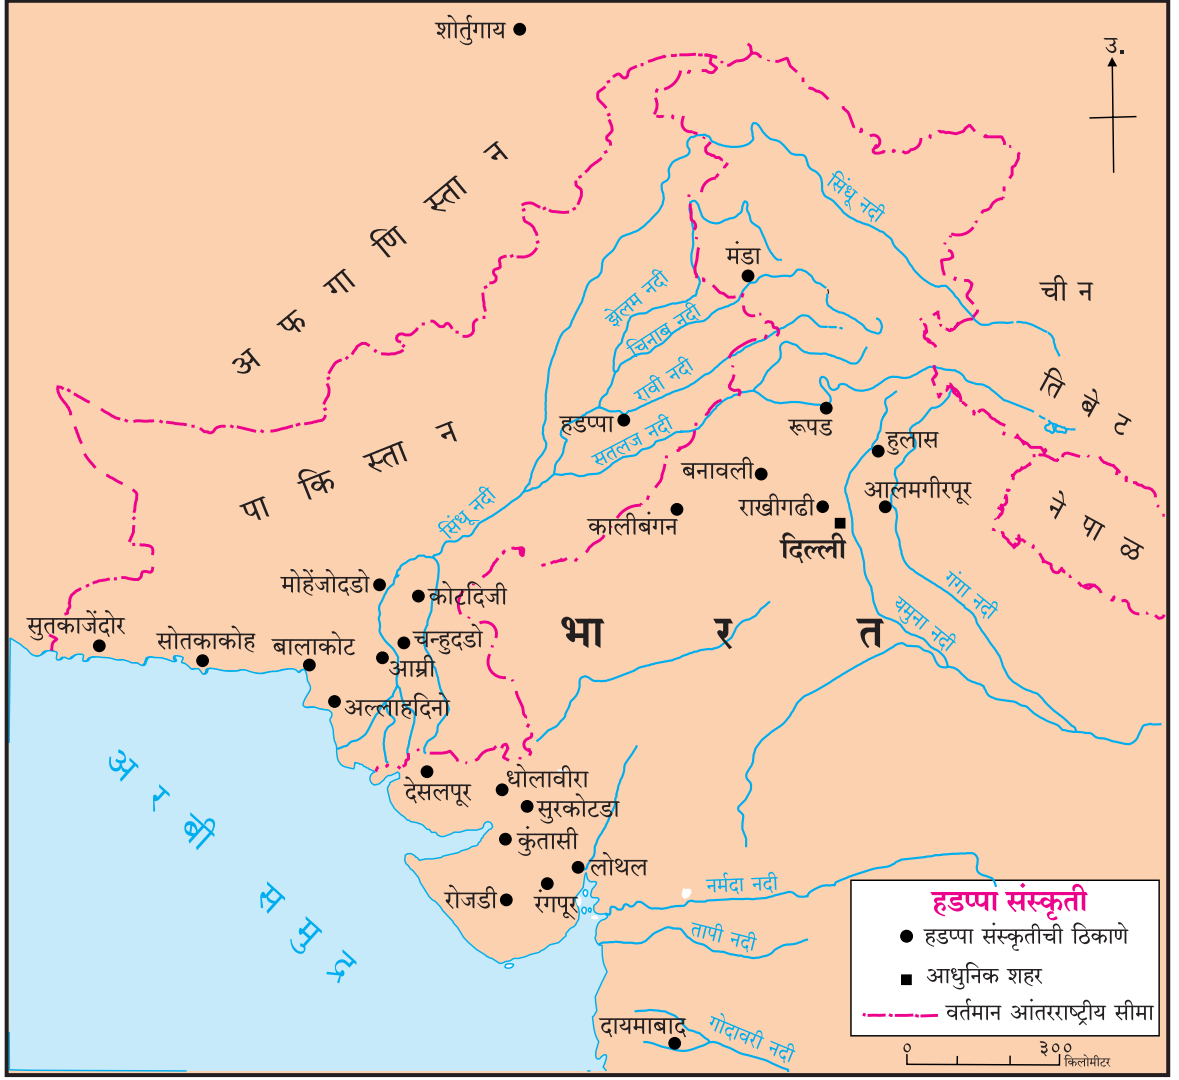 शोर्तुगाय
उ.
अफगाणिस्तान
सिंधू नदी
मंडा
चीन
झेलम नदी
चिनाब नदी
रावी नदी
तिबेट
हडप्पा
सतलज नदी
रूपड
पाकिस्तान
हुलास
बनावली
आलमगीरपूर
राखीगढी
कालीबंगन
सिंधू नदी
दिल्ली
नेपाळ
मोहेंजोदडो
कोटदिजी
गंगा नदी
यमुना नदी
सुतकाजेंदोर
सोतकाकोह
बालाकोट
चन्हुदडो
भारत
आम्री
अल्लाहदिनो
अरबी समुद्र
देसलपूर
धोलावीरा
सुरकोटडा
कुंतासी
लोथल
रोजडी
रंगपूर
नर्मदा नदी
तापी नदी
दायमाबाद
गोदावरी नदी
हडप्पा संस्कृती
हडप्पा संस्कृतीची ठिकाणे
आधुनिक शहर
वर्तमान आंतरराष्ट्रीय सीमा
० ३००
किलोमीटर